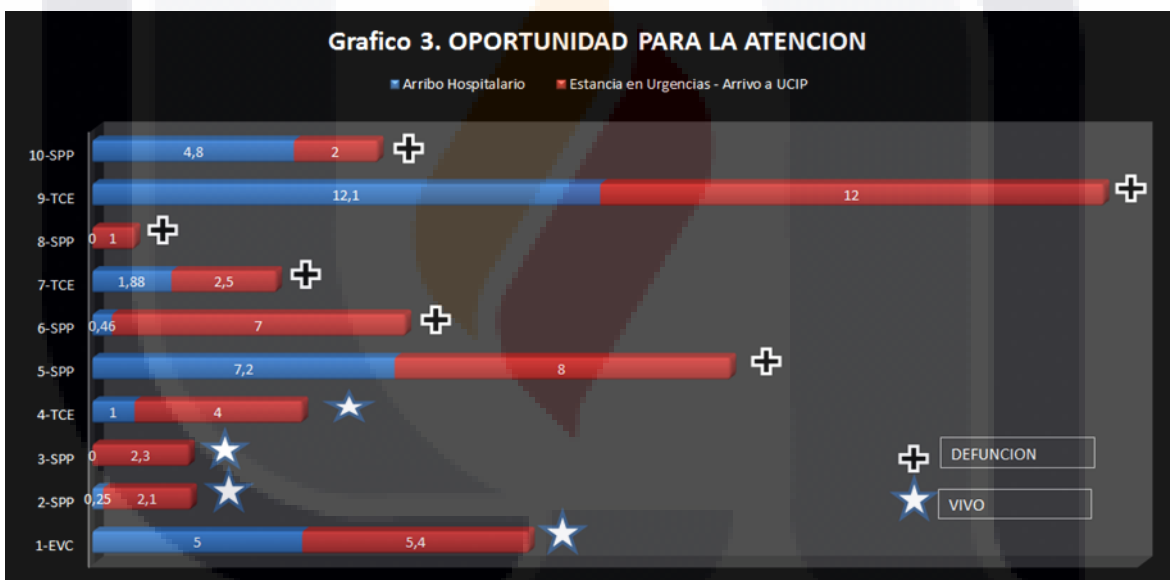 Grafico 3. OPORTUNIDAD PARA LA ATENCION
Arribo Hospitalario Estancia en Urgencias - Arrivo a UCIP
10-SPP 4,8 2
9-TCE 12,1 12
8-SPP 0 1
7-TCE 1,88 2,5
6-SPP 0,46 7
5-SPP 7,2 8
4-TCE 1 4
3-SPP 0 2,3
DEFUNCION
2-SPP 0,25 2,1
VIVO
1-EVC 5 5,4